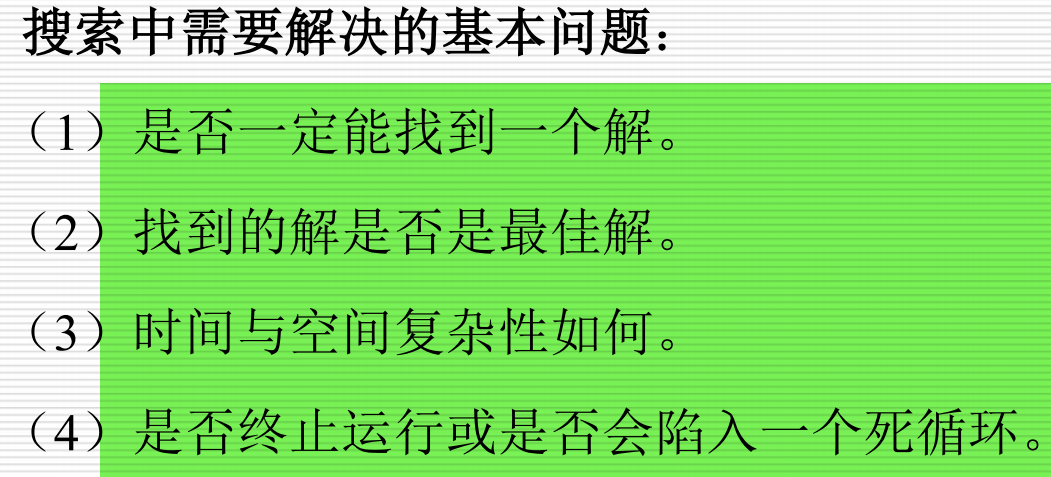 搜索中需要解决的基本问题：
（1）是否一定能找到一个解。
（2）找到的解是否是最佳解。
（3）时间与空间复杂性如何。
（4）是否终止运行或是否会陷入一个死循环。